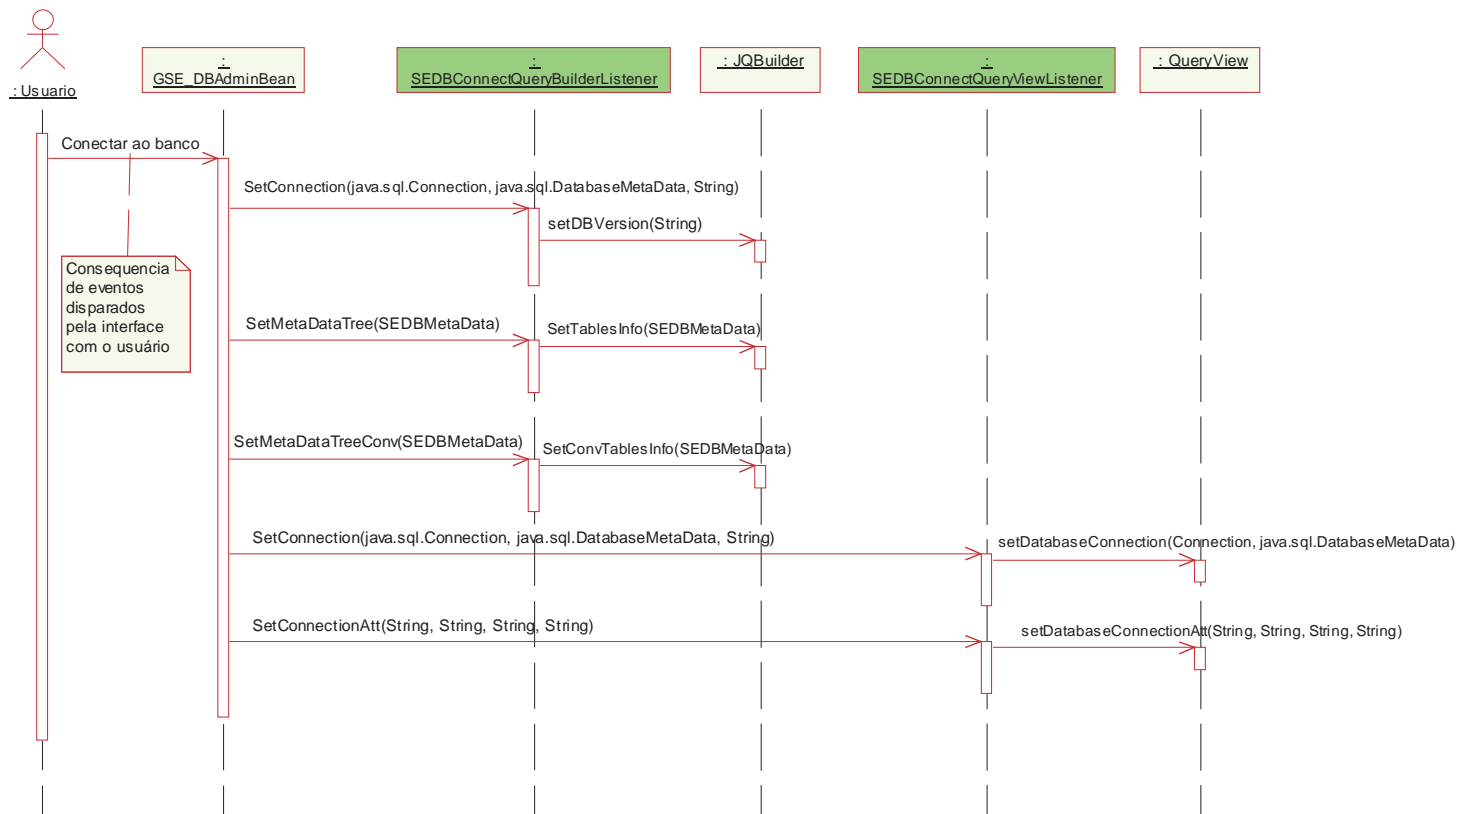 : Usuario
:
GSE_DBAdminBean
:
SEDBConnectQueryBuilderListener
: JQBuilder
:
SEDBConnectQueryViewListener
: QueryView
Conectar ao banco
SetConnection(java.sql.Connection, java.sql.DatabaseMetaData, String)
setDBVersion(String)
Consequencia
de eventos
disparados
pela interface
com o usuário
SetMetaDataTree(SEDBMetaData)
SetTablesInfo(SEDBMetaData)
SetMetaDataTreeConv(SEDBMetaData)
SetConvTablesInfo(SEDBMetaData)
SetConnection(java.sql.Connection, java.sql.DatabaseMetaData, String)
setDatabaseConnection(Connection, java.sql.DatabaseMetaData)
SetConnectionAtt(String, String, String, String)
setDatabaseConnectionAtt(String, String, String, String)